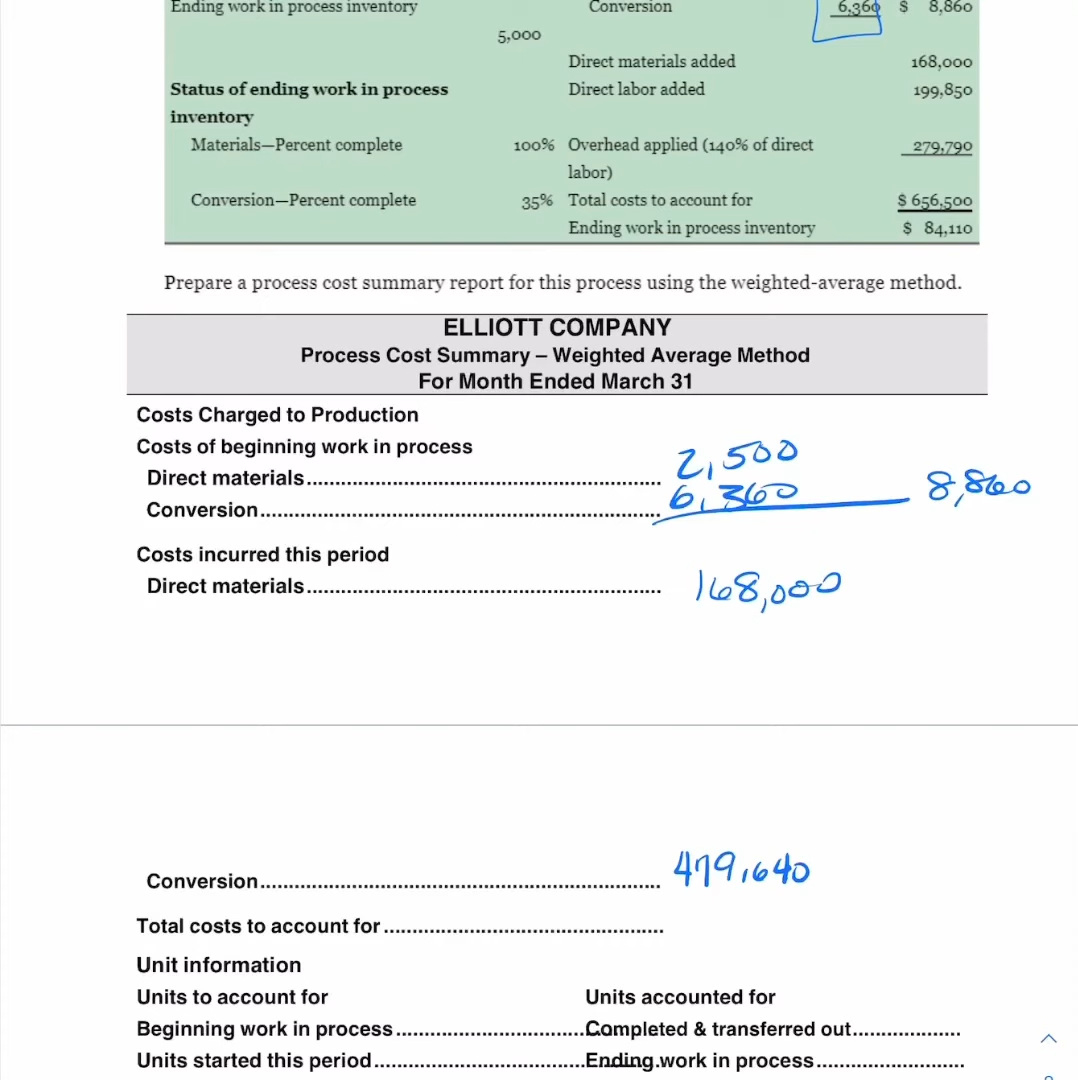 Ending work in process inventory Conversion 6,360 $ 8,860
5,000
Direct materials added 168,000
Status of ending work in process Direct labor added 199,850
inventory
Materials—Percent complete 100% Overhead applied (140% of direct 279,790
labor)
Conversion—Percent complete 35% Total costs to account for $ 656,500
Ending work in process inventory $ 84,110
Prepare a process cost summary report for this process using the weighted-average method.
ELLIOTT COMPANY
Process Cost Summary – Weighted Average Method
For Month Ended March 31
Costs Charged to Production
Costs of beginning work in process
Direct materials.................................................................. 2,500
Conversion.......................................................................... 6,360 8,860
Costs incurred this period
Direct materials.................................................................. 168,000
Conversion.......................................................................... 479,640
Total costs to account for ....................................................
Unit information
Units to account for Units accounted for
Beginning work in process................................... Completed & transferred out....................
Units started this period....................................... Ending work in process...........................